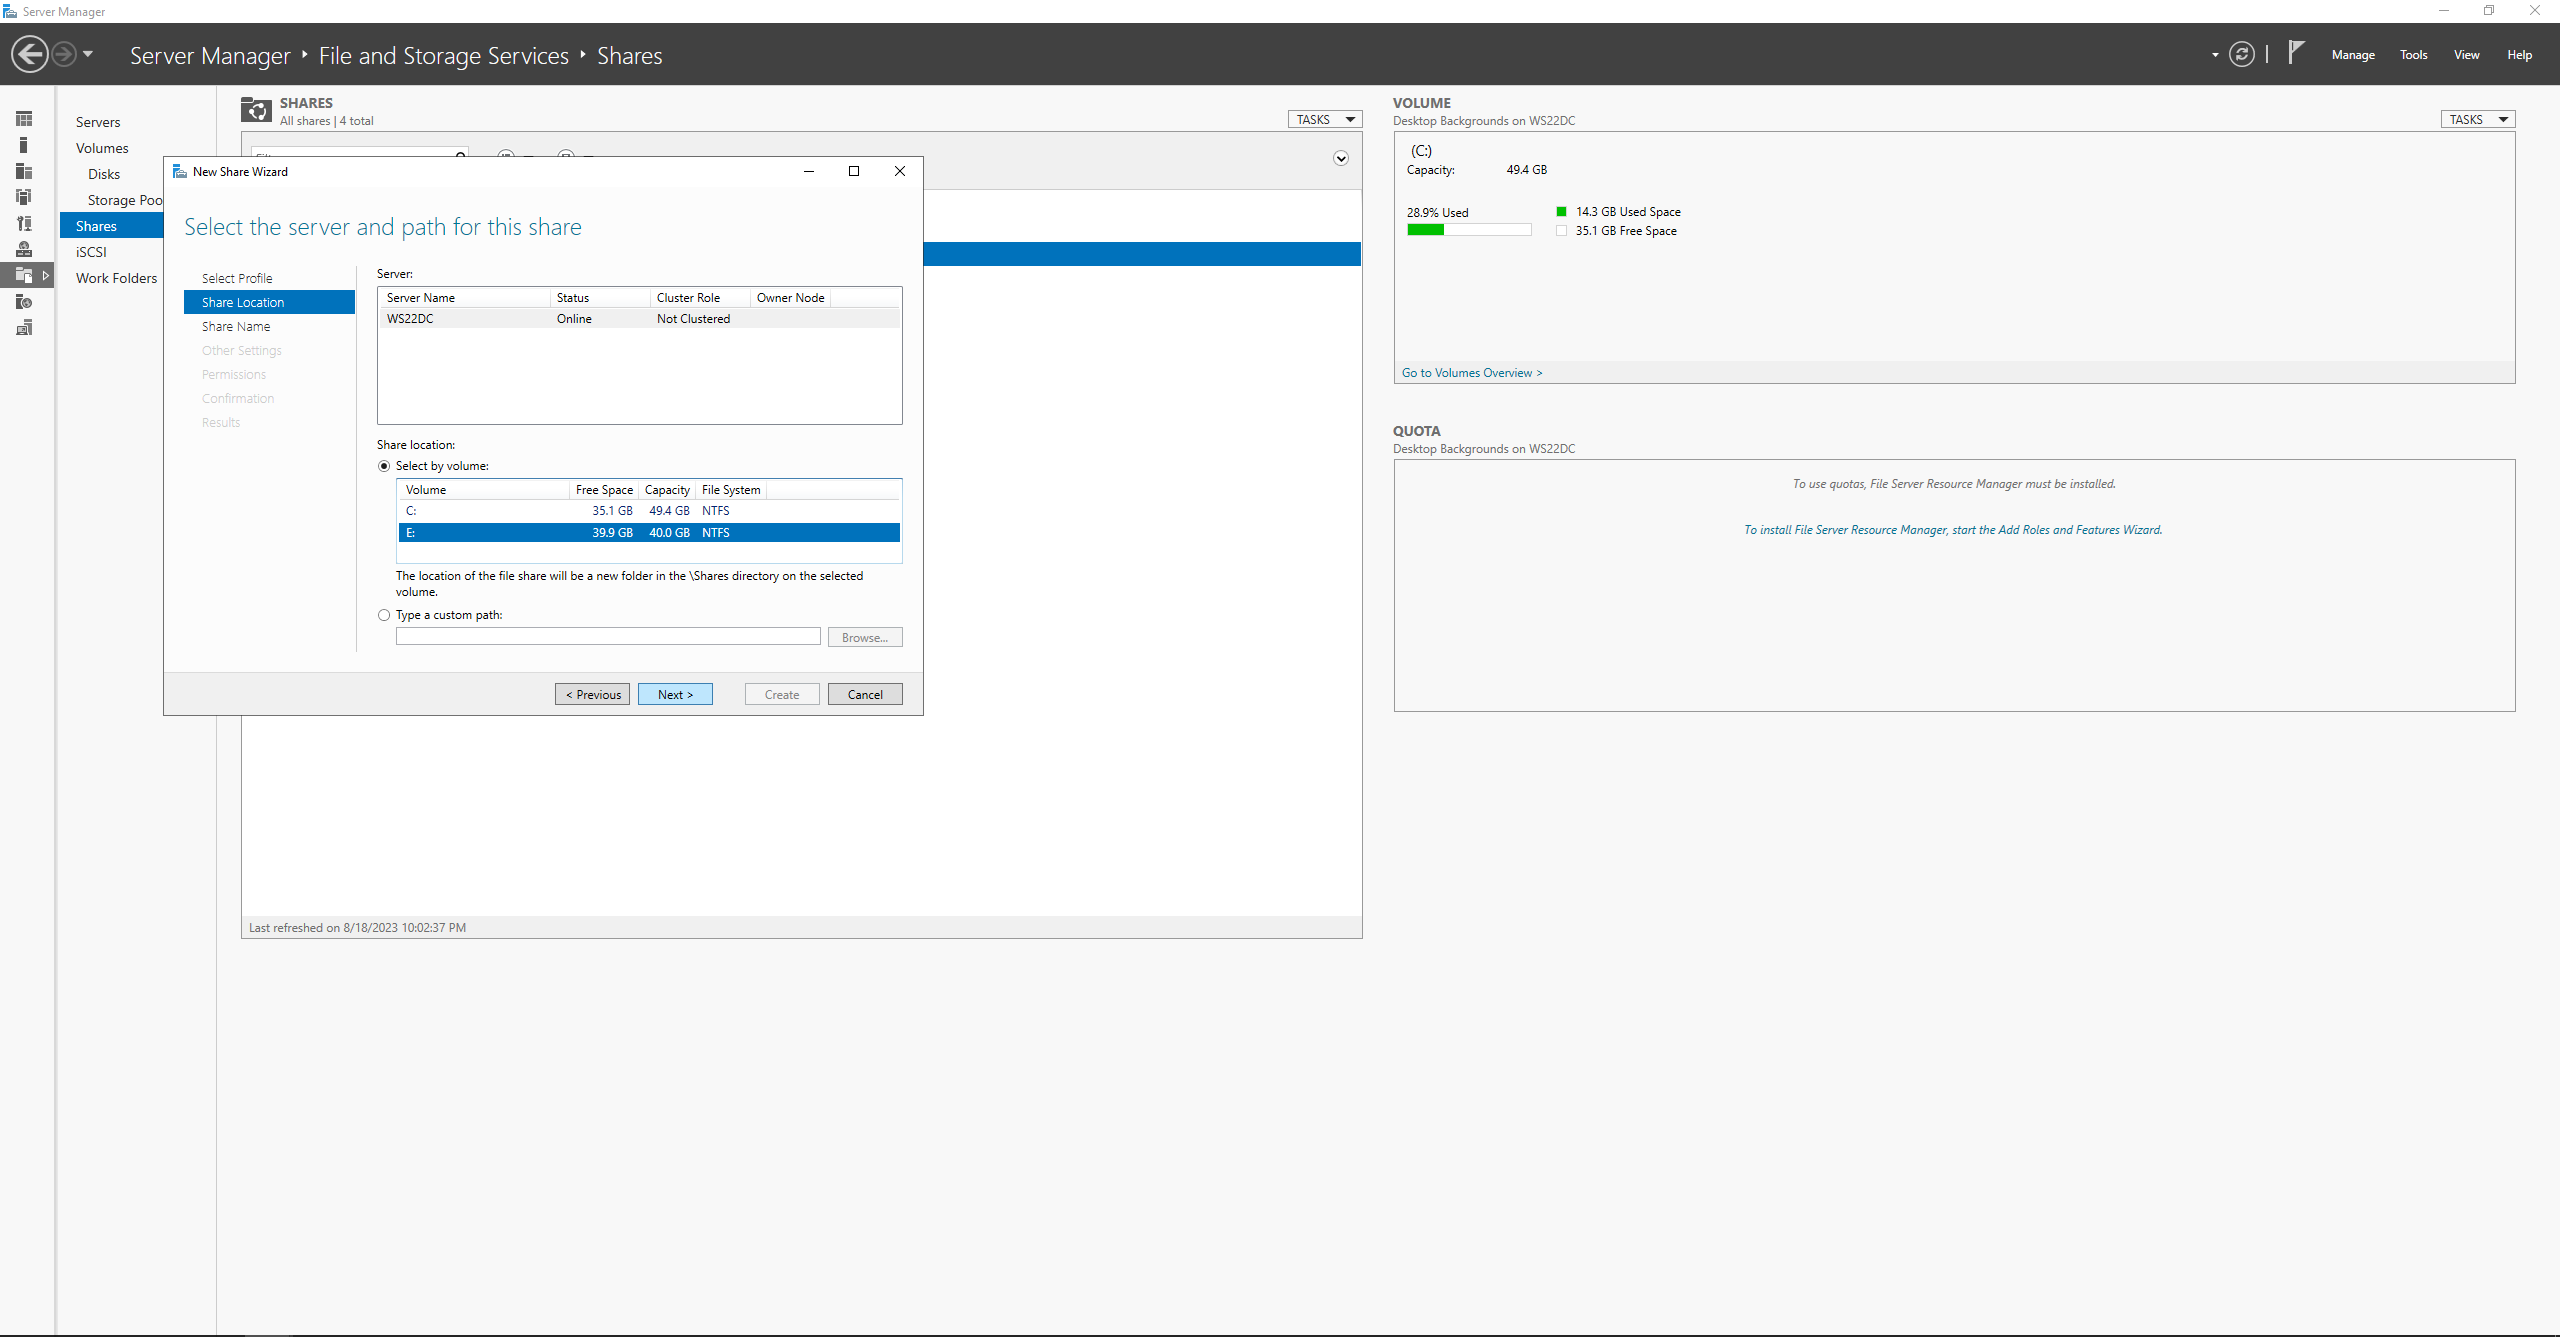 Server Manager
Server Manager ‣ File and Storage Services ‣ Shares
Manage Tools View Help
Servers
Volumes
Disks
Storage Poo
Shares
iSCSI
Work Folders
SHARES
All shares | 4 total
TASKS
New Share Wizard
Select the server and path for this share
Select Profile
Share Location
Share Name
Other Settings
Permissions
Confirmation
Results
Server:
Server Name Status Cluster Role Owner Node
WS22DC Online Not Clustered
Share location:
Select by volume:
Volume Free Space Capacity File System
C: 35.1 GB 49.4 GB NTFS
E: 39.9 GB 40.0 GB NTFS
The location of the file share will be a new folder in the \Shares directory on the selected
volume.
Type a custom path:
Browse...
< Previous Next > Create Cancel
Last refreshed on 8/18/2023 10:02:37 PM
VOLUME
Desktop Backgrounds on WS22DC
TASKS
(C:)
Capacity: 49.4 GB
28.9% Used
14.3 GB Used Space
35.1 GB Free Space
Go to Volumes Overview >
QUOTA
Desktop Backgrounds on WS22DC
To use quotas, File Server Resource Manager must be installed.
To install File Server Resource Manager, start the Add Roles and Features Wizard.